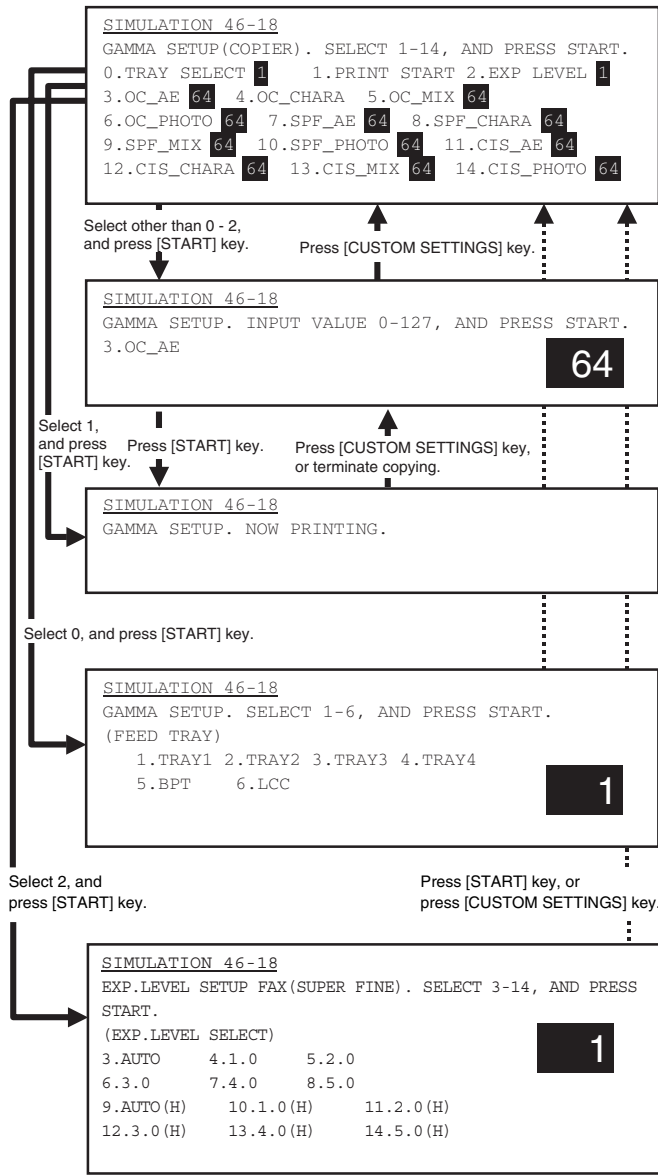 SIMULATION 46-18
GAMMA SETUP(COPIER). SELECT 1-14, AND PRESS START.
0.TRAY SELECT 1 1.PRINT START 2.EXP LEVEL 1
3.OC_AE 64 4.OC_CHARA 5.OC_MIX 64
6.OC_PHOTO 64 7.SPF_AE 64 8.SPF_CHARA 64
9.SPF_MIX 64 10.SPF_PHOTO 64 11.CIS_AE 64
12.CIS_CHARA 64 13.CIS_MIX 64 14.CIS_PHOTO 64
Select other than 0 - 2,
and press [START] key.
Press [CUSTOM SETTINGS] key.
SIMULATION 46-18
GAMMA SETUP. INPUT VALUE 0-127, AND PRESS START.
3.OC_AE
64
Select 1,
and press
[START] key.
Press [START] key.
Press [CUSTOM SETTINGS] key,
or terminate copying.
SIMULATION 46-18
GAMMA SETUP. NOW PRINTING.
Select 0, and press [START] key.
SIMULATION 46-18
GAMMA SETUP. SELECT 1-6, AND PRESS START.
(FEED TRAY)
1.TRAY1 2.TRAY2 3.TRAY3 4.TRAY4
5.BPT 6.LCC
1
Select 2, and
press [START] key.
Press [START] key, or
press [CUSTOM SETTINGS] key.
SIMULATION 46-18
EXP.LEVEL SETUP FAX(SUPER FINE). SELECT 3-14, AND PRESS
START.
(EXP.LEVEL SELECT)
1
3.AUTO 4.1.0 5.2.0
6.3.0 7.4.0 8.5.0
9.AUTO(H) 10.1.0(H) 11.2.0(H)
12.3.0(H) 13.4.0(H) 14.5.0(H)